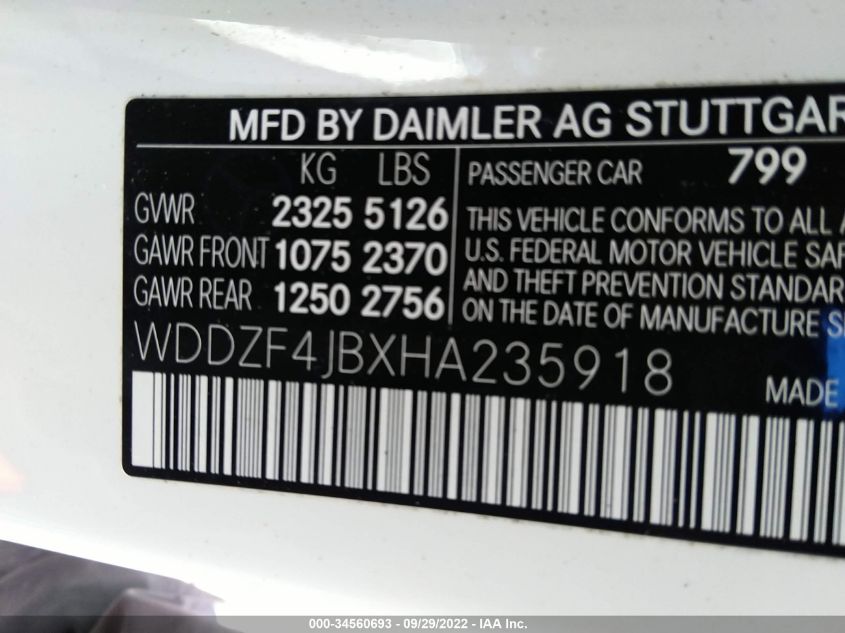 MFD BY DAIMLER AG STUTTGAR
KG LBS
GVWR 2325 5126
GAWR FRONT 1075 2370
GAWR REAR 1250 2756
PASSENGER CAR 799
THIS VEHICLE CONFORMS TO ALL A
U.S. FEDERAL MOTOR VEHICLE SAF
AND THEFT PREVENTION STANDAR
ON THE DATE OF MANUFACTURE S
WDDZF4JBXHA235918
MADE
000-34560693 - 09/29/2022 - IAA Inc.